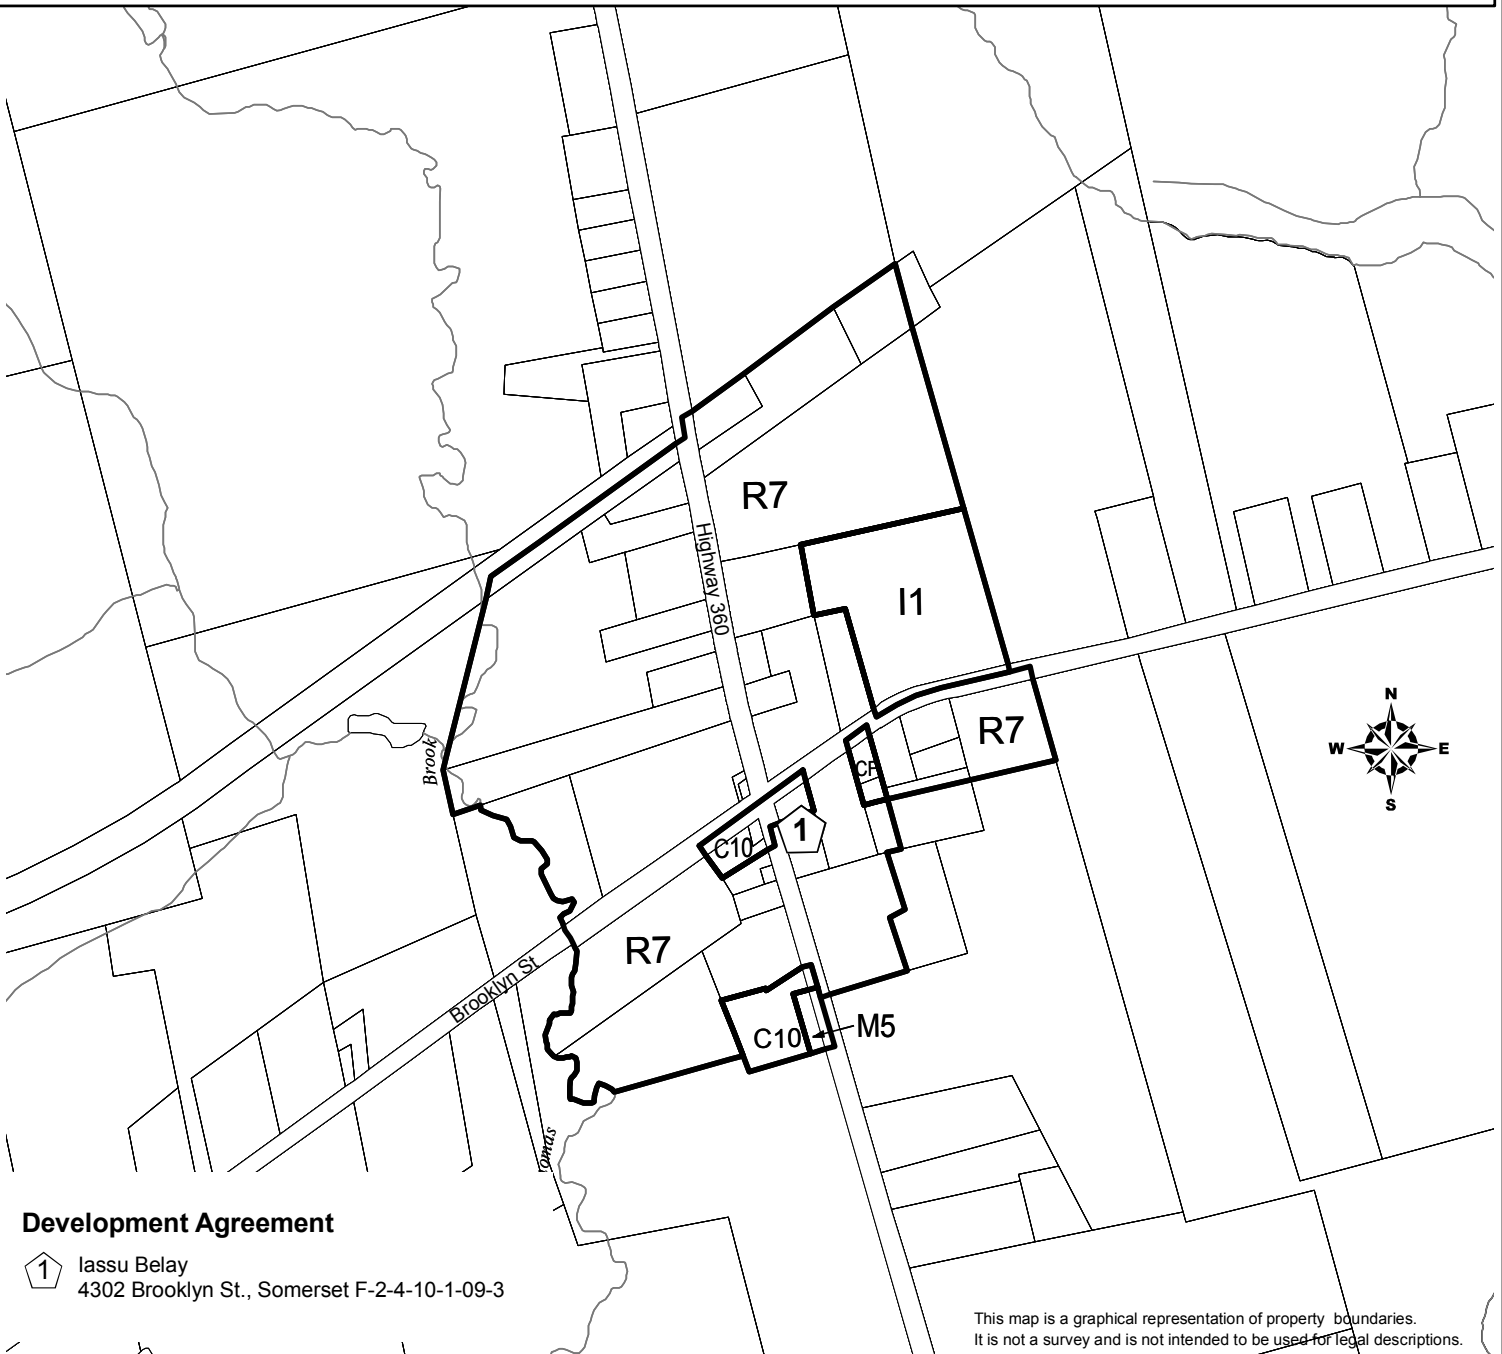 R7
Highway 360
I1
N
W E
S
R7
Brook
CF
1
C10
R7
Brooklyn St
C10
M5
omas
Development Agreement
1 Iassu Belay
4302 Brooklyn St., Somerset F-2-4-10-1-09-3
This map is a graphical representation of property boundaries.
It is not a survey and is not intended to be used for legal descriptions.